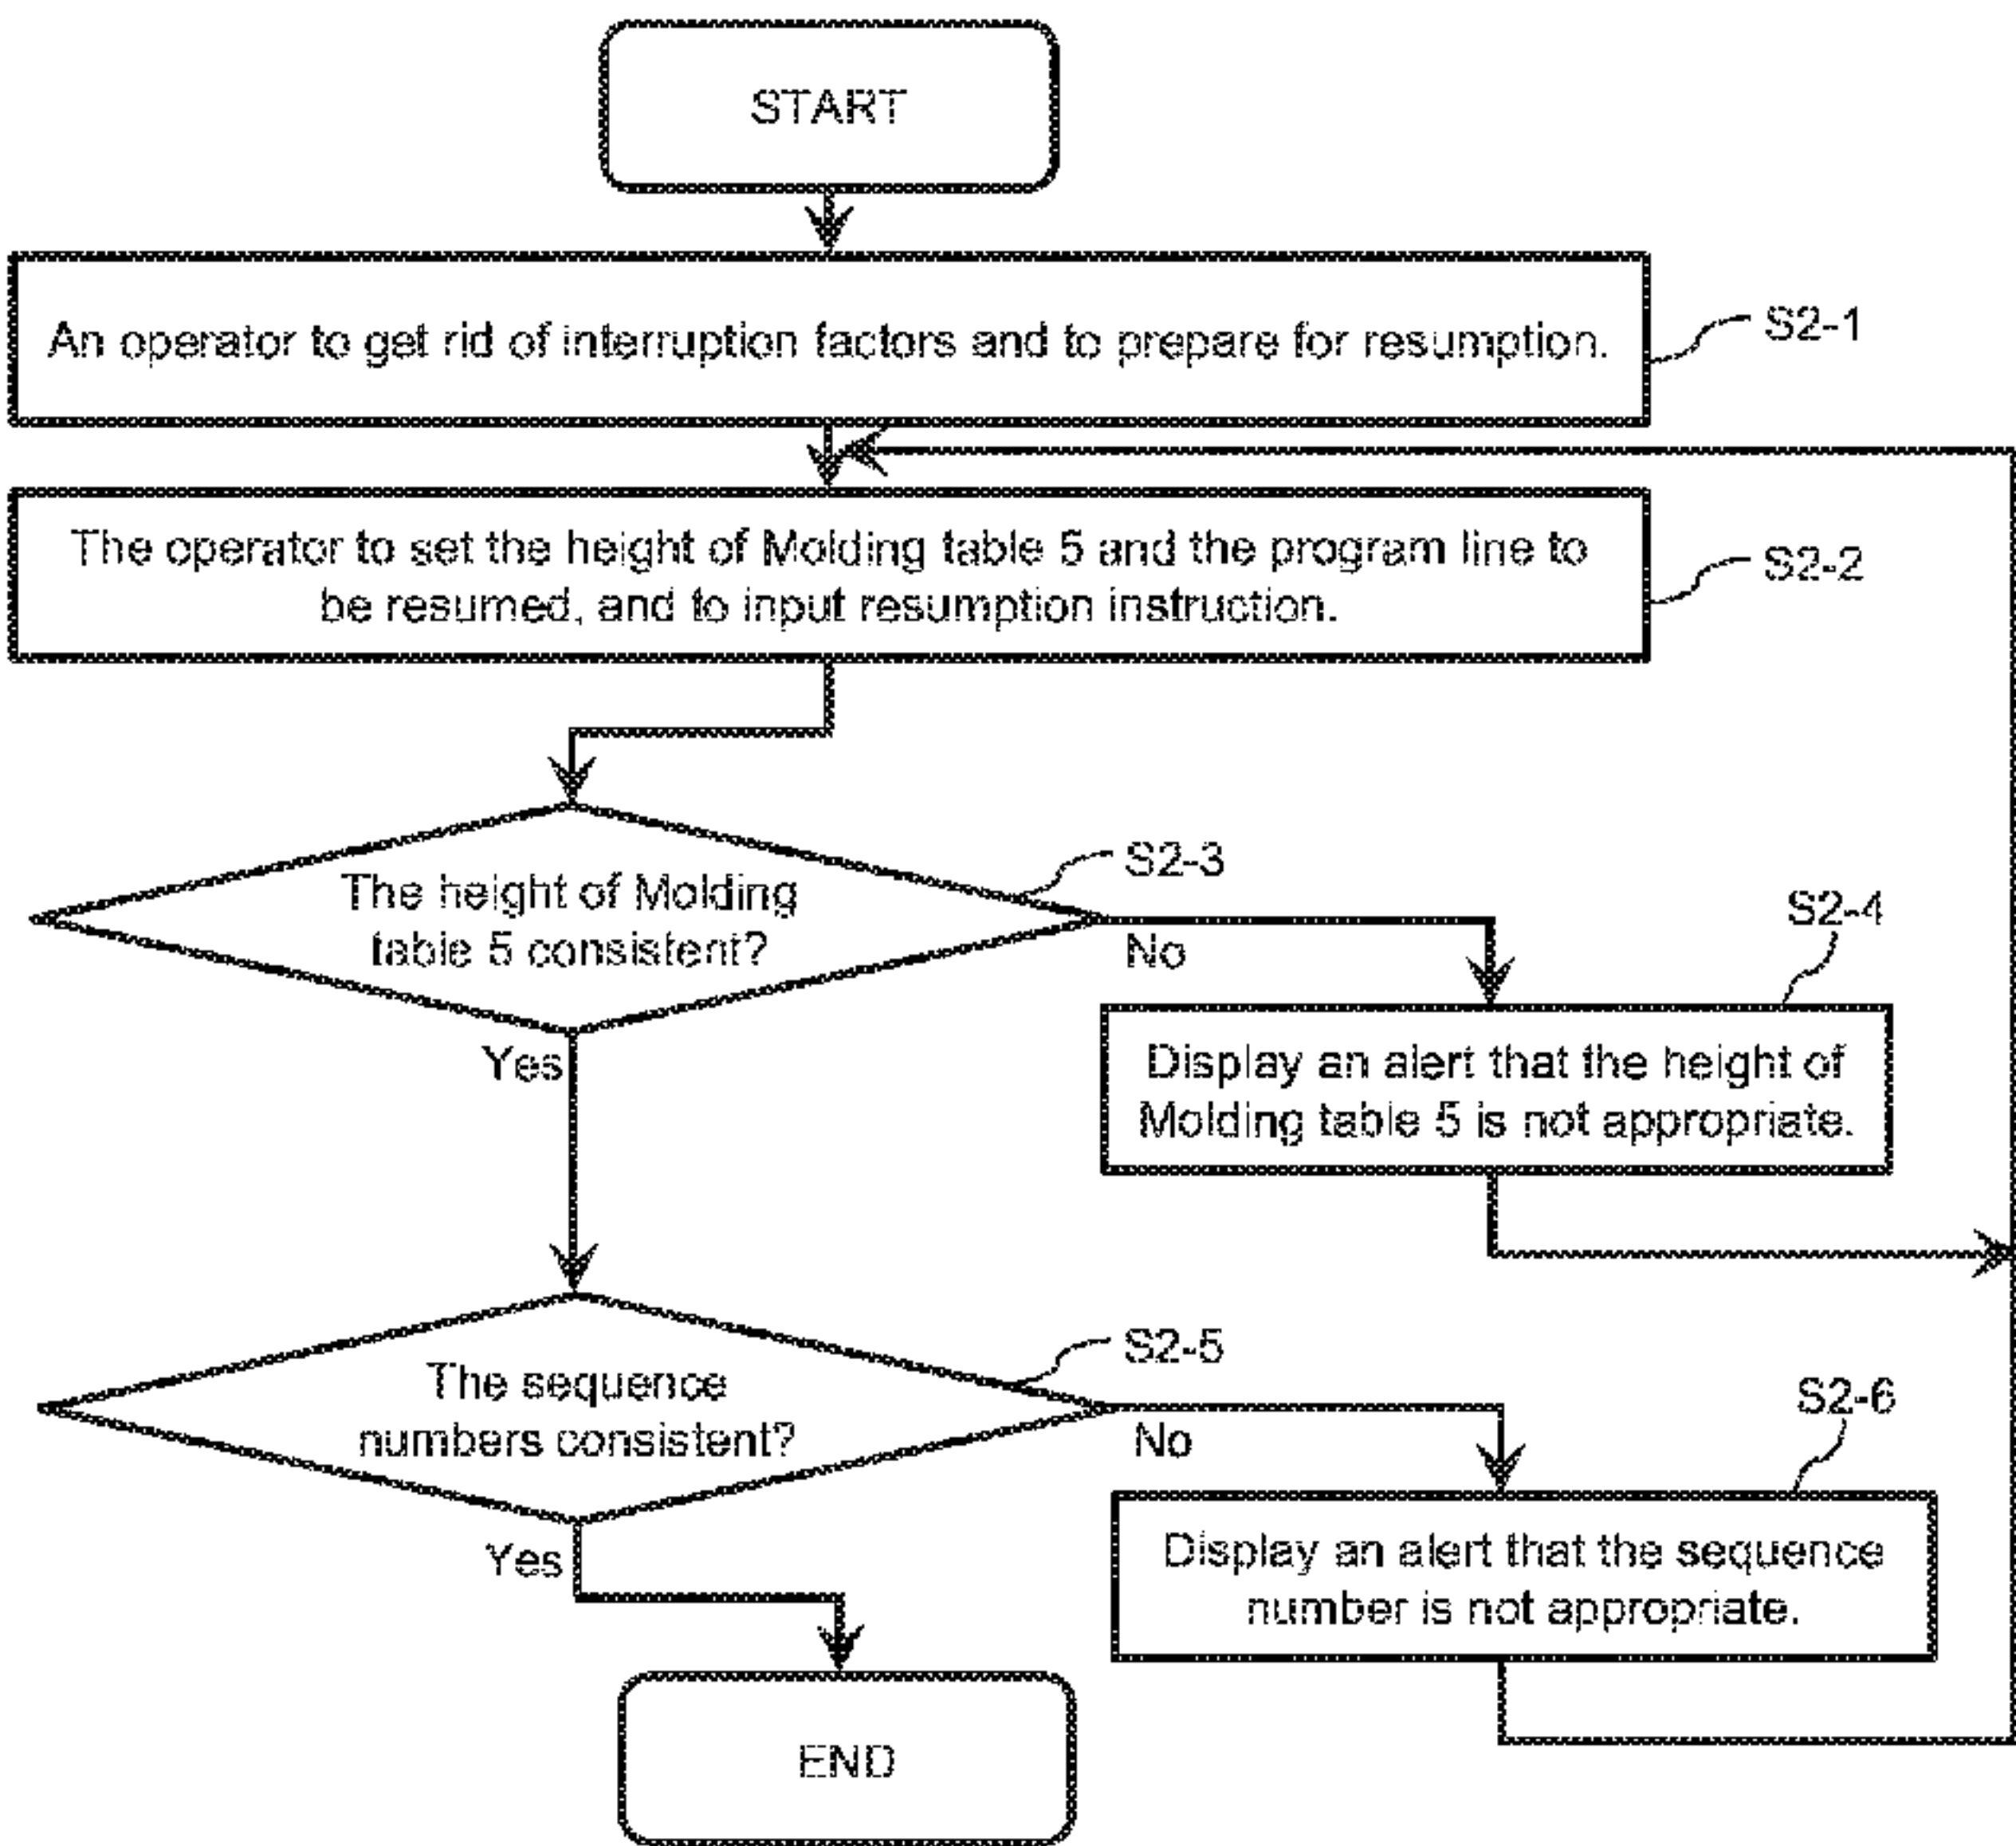 START
An operator to get rid of interruption factors and to prepare for resumption.
S2-1
The operator to set the height of Molding table 5 and the program line to
be resumed, and to input resumption instruction.
S2-2
The height of Molding
table 5 consistent?
S2-3
No
Yes
S2-4
Display an alert that the height of
Molding table 5 is not appropriate.
The sequence
numbers consistent?
S2-5
No
Yes
S2-6
Display an alert that the sequence
number is not appropriate.
END